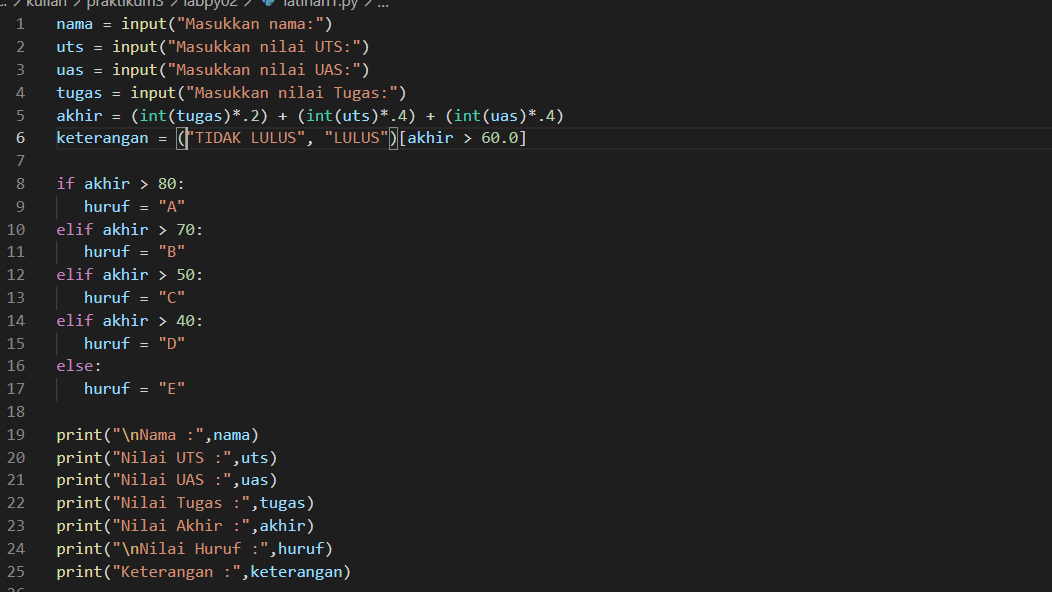 kuliah > praktikum3 > labpy02 > latihan1.py > ...
1 nama = input("Masukkan nama:")
2 uts = input("Masukkan nilai UTS:")
3 uas = input("Masukkan nilai UAS:")
4 tugas = input("Masukkan nilai Tugas:")
5 akhir = (int(tugas)*.2) + (int(uts)*.4) + (int(uas)*.4)
6 keterangan = ("TIDAK LULUS", "LULUS")[akhir > 60.0]
7
8 if akhir > 80:
9 huruf = "A"
10 elif akhir > 70:
11 huruf = "B"
12 elif akhir > 50:
13 huruf = "C"
14 elif akhir > 40:
15 huruf = "D"
16 else:
17 huruf = "E"
18
19 print("\nNama :",nama)
20 print("Nilai UTS :",uts)
21 print("Nilai UAS :",uas)
22 print("Nilai Tugas :",tugas)
23 print("Nilai Akhir :",akhir)
24 print("\nNilai Huruf :",huruf)
25 print("Keterangan :",keterangan)